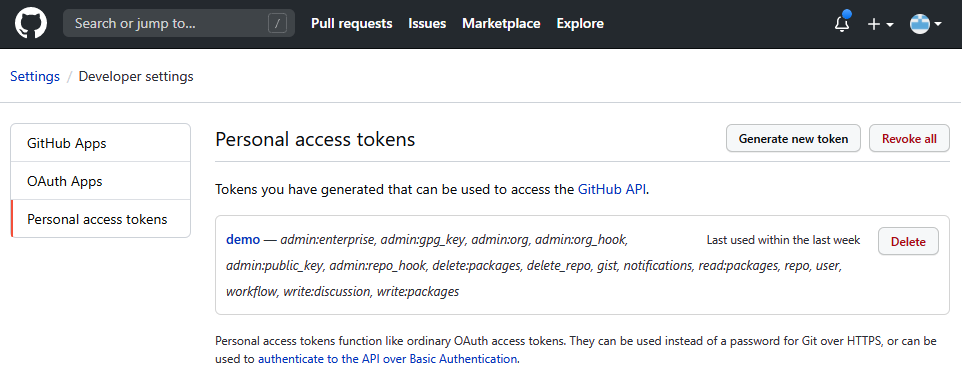 Search or jump to... / Pull requests Issues Marketplace Explore
Settings / Developer settings
GitHub Apps
OAuth Apps
Personal access tokens
Personal access tokens Generate new token Revoke all
Tokens you have generated that can be used to access the GitHub API.
demo — admin:enterprise, admin:gpg_key, admin:org, admin:org_hook, Last used within the last week Delete
admin:public_key, admin:repo_hook, delete:packages, delete_repo, gist, notifications, read:packages, repo, user,
workflow, write:discussion, write:packages
Personal access tokens function like ordinary OAuth access tokens. They can be used instead of a password for Git over HTTPS, or can be
used to authenticate to the API over Basic Authentication.